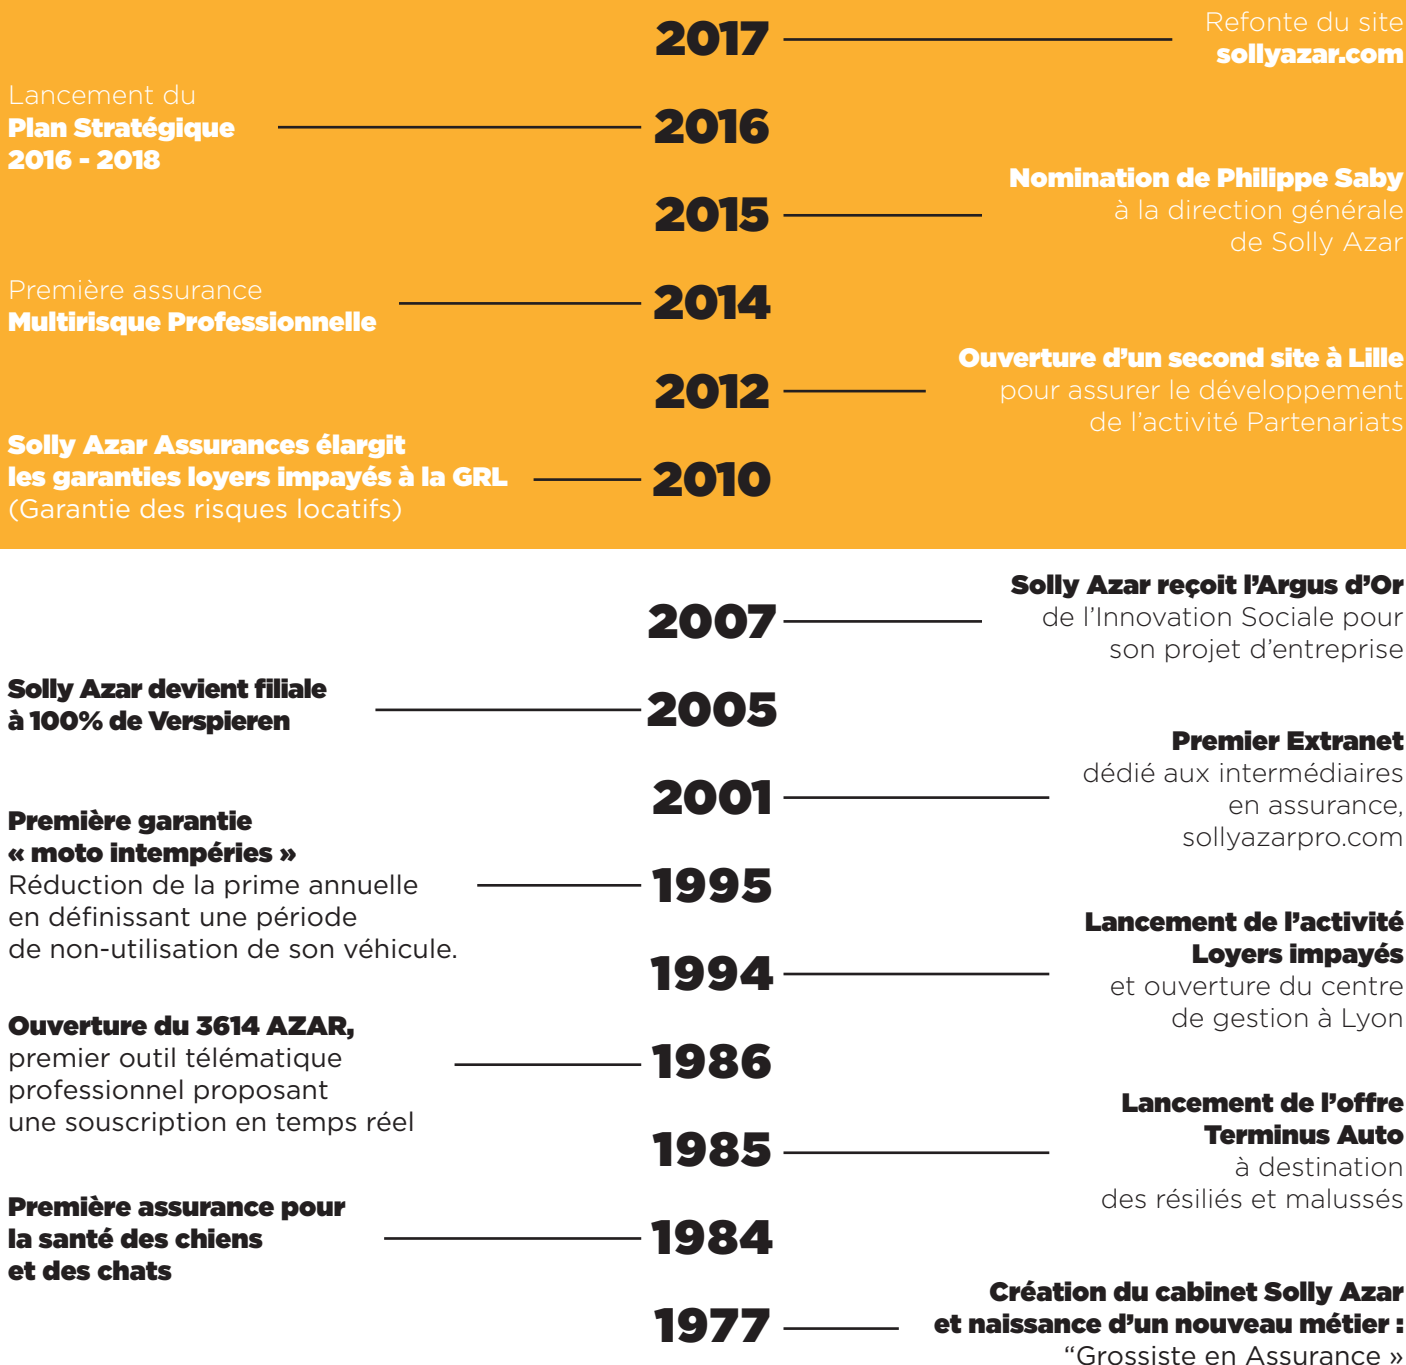 2017
Refonte du site
sollyazar.com
Lancement du
Plan Stratégique
2016 - 2018
2016
Nomination de Philippe Saby
à la direction générale
de Solly Azar
2015
Première assurance
Multirisque Professionnelle
2014
Ouverture d’un second site à Lille
pour assurer le développement
de l’activité Partenariats
2012
Solly Azar Assurances élargit
les garanties loyers impayés à la GRL
(Garantie des risques locatifs)
2010
Solly Azar reçoit l’Argus d’Or
de l’Innovation Sociale pour
son projet d’entreprise
2007
Solly Azar devient filiale
à 100% de Verspieren
2005
Premier Extranet
dédié aux intermédiaires
en assurance,
sollyazarpro.com
2001
Première garantie
« moto intempéries »
Réduction de la prime annuelle
en définissant une période
de non-utilisation de son véhicule.
1995
Lancement de l’activité
Loyers impayés
et ouverture du centre
de gestion à Lyon
1994
Ouverture du 3614 AZAR,
premier outil télématique
professionnel proposant
une souscription en temps réel
1986
Lancement de l’offre
Terminus Auto
à destination
des résiliés et malussés
1985
Première assurance pour
la santé des chiens
et des chats
1984
Création du cabinet Solly Azar
et naissance d’un nouveau métier :
“Grossiste en Assurance »
1977